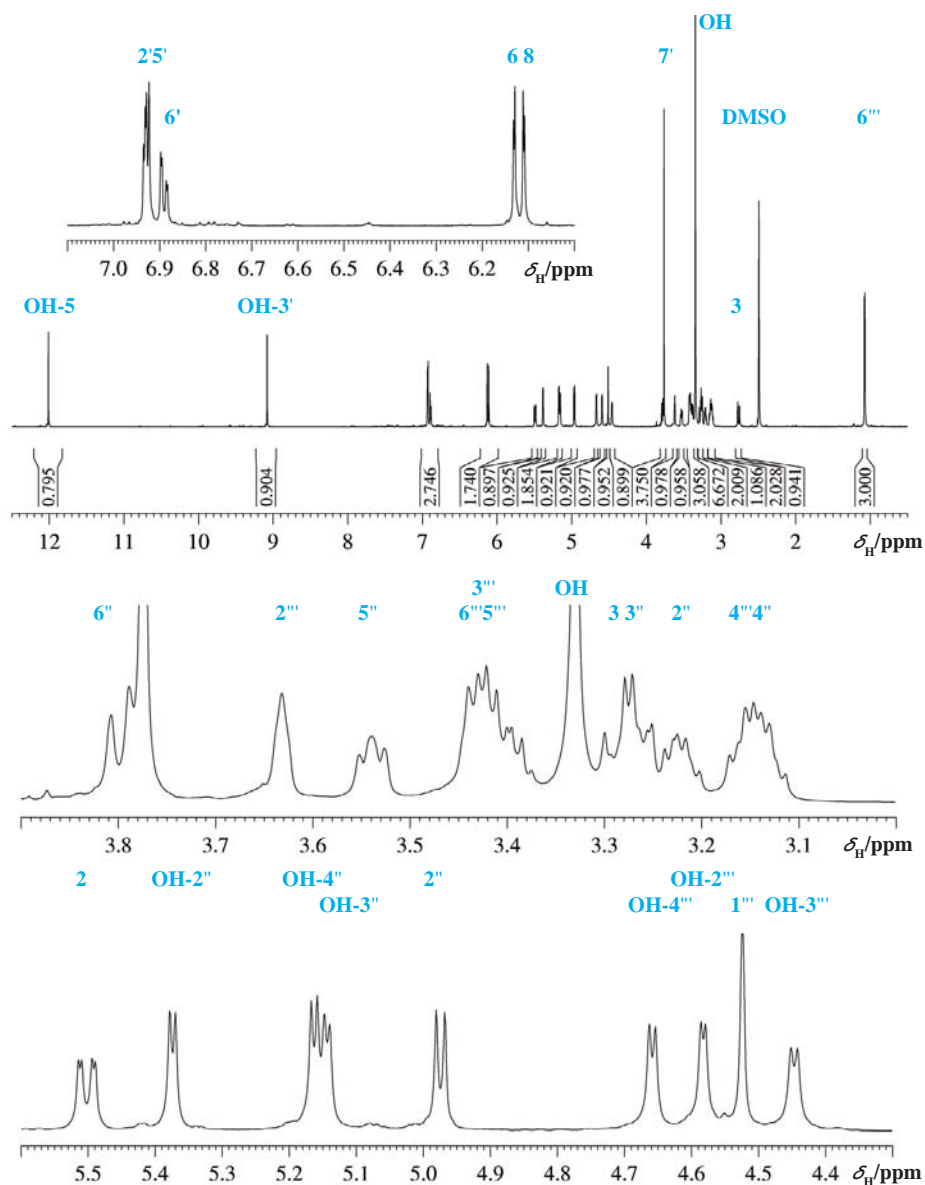 OH
2'5' 6 8 7'
6' DMSO 6'''
7.0 6.9 6.8 6.7 6.6 6.5 6.4 6.3 6.2 δH/ppm
OH-5 OH-3' 3
0.795 0.904 2.746 1.740 0.897 0.925 1.854 0.921 0.920 0.977 0.952 0.899 3.750 0.978 0.958 3.058 6.672 2.009 1.086 2.028 0.941 3.000
12 11 10 9 8 7 6 5 4 3 2 δH/ppm
3''' OH
6'' 2''' 5'' 6'''5''' 3 3'' 2'' 4'''4''
3.8 3.7 3.6 3.5 3.4 3.3 3.2 3.1 δH/ppm
2 OH-2'' OH-4'' 2'' OH-2'''
OH-3'' OH-4''' 1''' OH-3'''
5.5 5.4 5.3 5.2 5.1 5.0 4.9 4.8 4.7 4.6 4.5 4.4 δH/ppm